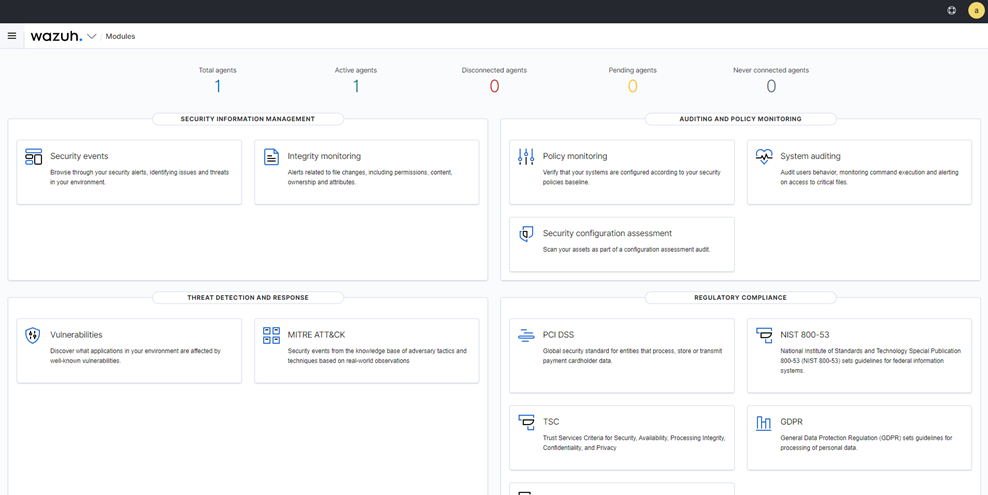 a
wazuh. / Modules
Total agents
1
Active agents
1
Disconnected agents
0
Pending agents
0
Never connected agents
0
SECURITY INFORMATION MANAGEMENT
Security events
Browse through your security alerts, identifying issues and threats
in your environment.
Integrity monitoring
Alerts related to file changes, including permissions, content,
ownership and attributes.
AUDITING AND POLICY MONITORING
Policy monitoring
Verify that your systems are configured according to your security
policies baseline.
System auditing
Audit users behavior, monitoring command execution and alerting
on access to critical files.
Security configuration assessment
Scan your assets as part of a configuration assessment audit.
THREAT DETECTION AND RESPONSE
Vulnerabilities
Discover what applications in your environment are affected by
well-known vulnerabilities.
MITRE ATT&CK
Security events from the knowledge base of adversary tactics and
techniques based on real-world observations
REGULATORY COMPLIANCE
PCI DSS
Global security standard for entities that process, store or transmit
payment cardholder data.
NIST 800-53
National Institute of Standards and Technology Special Publication
800-53 (NIST 800-53) sets guidelines for federal information
systems.
TSC
Trust Services Criteria for Security, Availability, Processing Integrity,
Confidentiality, and Privacy
GDPR
General Data Protection Regulation (GDPR) sets guidelines for
processing of personal data.